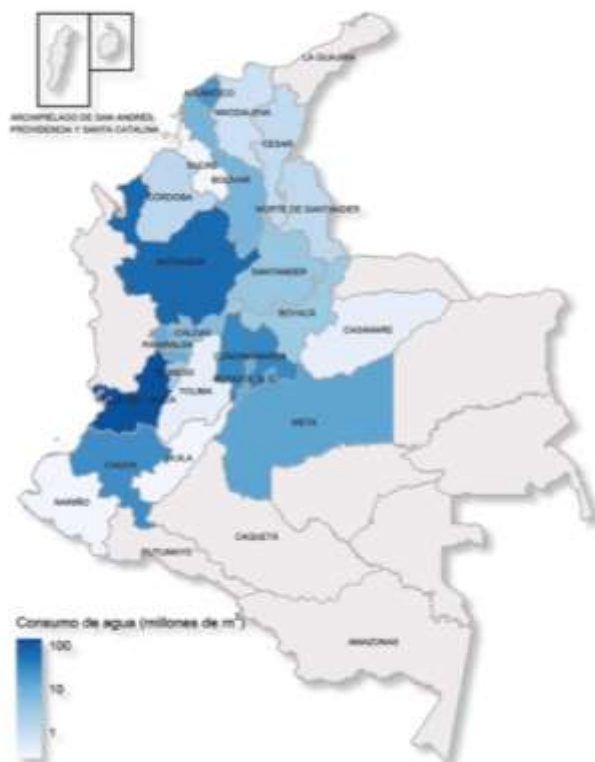 LA GUAJIRA
ATLÁNTICO
MAGDALENA
ARCHIPIÉLAGO DE SAN ANDRÉS,
PROVIDENCIA Y SANTA CATALINA
CESAR
SUCRE
BOLÍVAR
CÓRDOBA
NORTE DE SANTANDER
ANTIOQUIA
SANTANDER
BOYACÁ
CASANARE
CALDAS
RISARALDA
CUNDINAMARCA
BOGOTÁ, D. C.
TOLIMA
META
CAUCA
HUILA
NARIÑO
CAQUETÁ
PUTUMAYO
Consumo de agua (millones de m³)
100
10
1
AMAZONAS